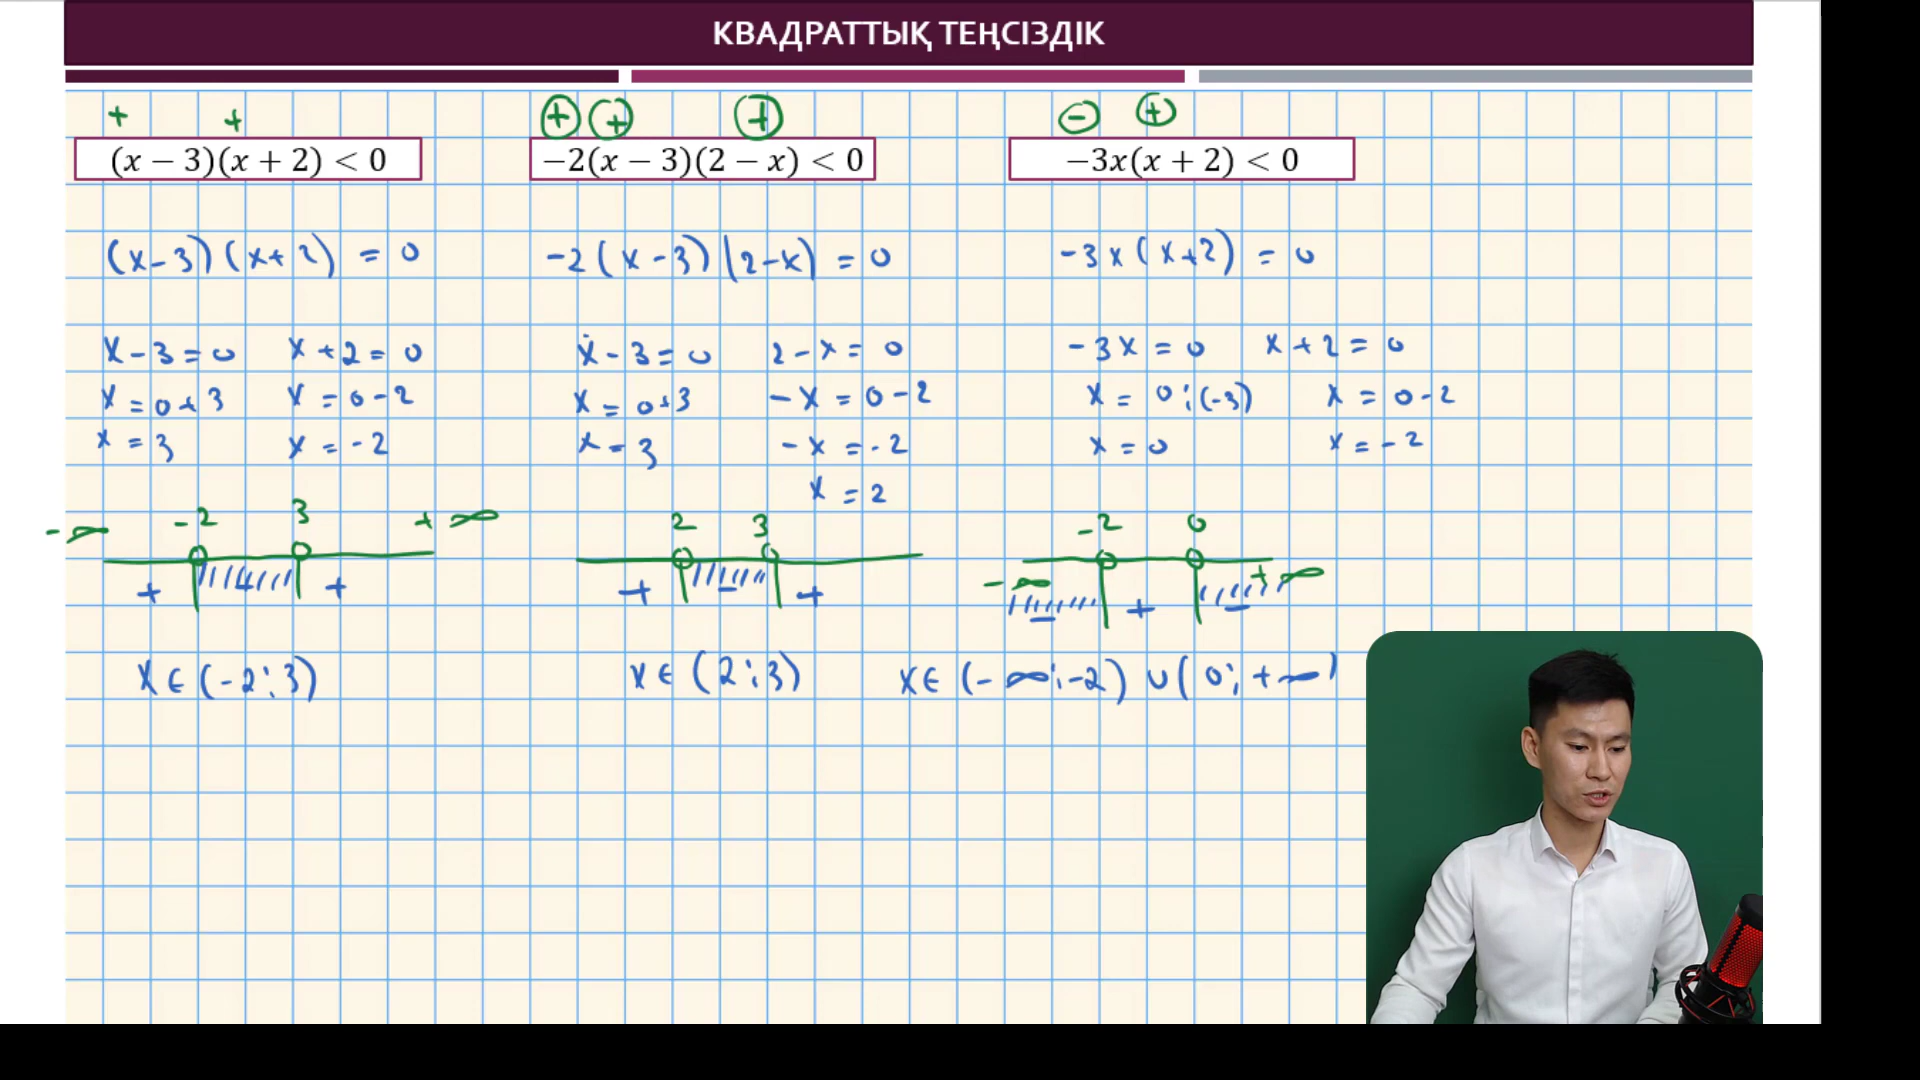 КВАДРАТТЫҚ ТЕҢСІЗДІК
+ +
(x − 3)(x + 2) < 0
(x-3)(x+2) = 0
x-3=0 x+2=0
x=0+3 x=0-2
x=3 x=-2
-∞ -2 3 +∞
+ +
x∈(-2;3)
+ + +
−2(x − 3)(2 − x) < 0
-2(x-3)(2-x)=0
x-3=0 2-x=0
x=0+3 -x=0-2
x=3 -x=-2
x=2
2 3
+ +
x∈(2;3)
- +
−3x(x + 2) < 0
-3x(x+2)=0
-3x=0 x+2=0
x=0:(-3) x=0-2
x=0 x=-2
-2 0
-∞ +∞
- + -
x∈(-∞;-2)∪(0;+∞)